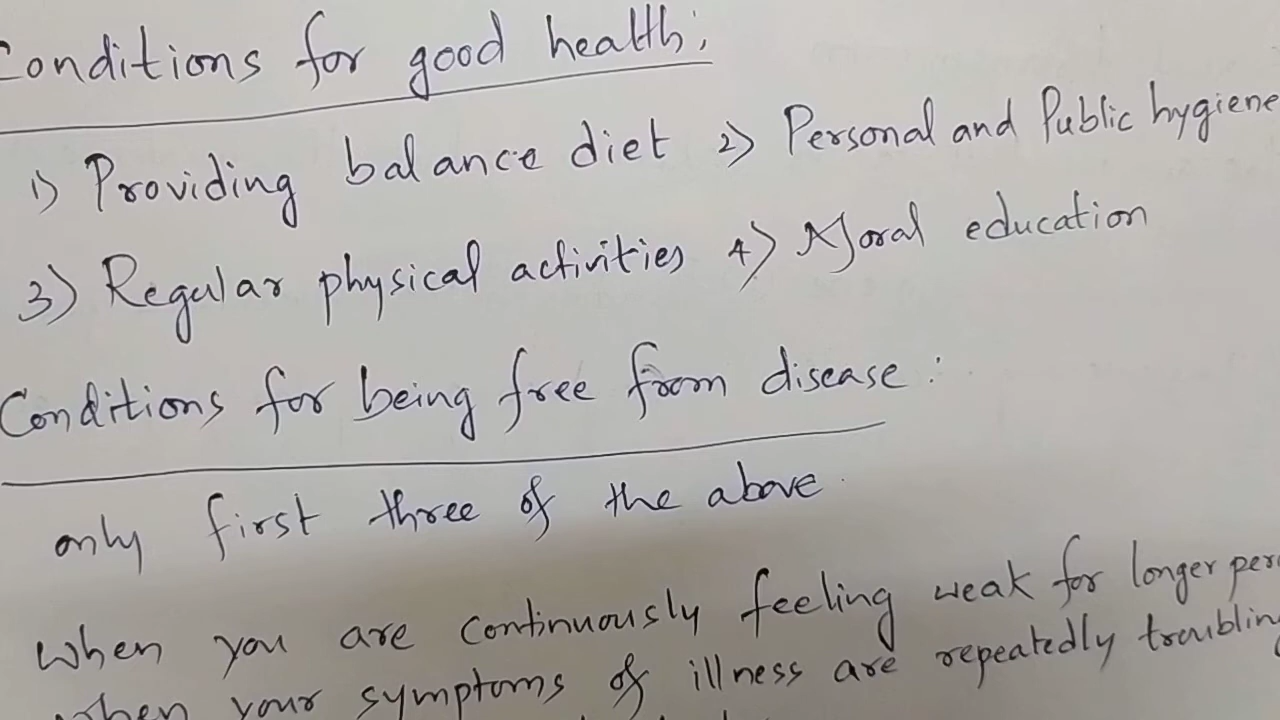 Conditions for good health;
1) Providing balance diet 2) Personal and Public hygiene
3) Regular physical activities 4) Moral education
Conditions for being free from disease:
only first three of the above.
When you are continuously feeling weak for longer
When your symptoms of illness are repeatedly